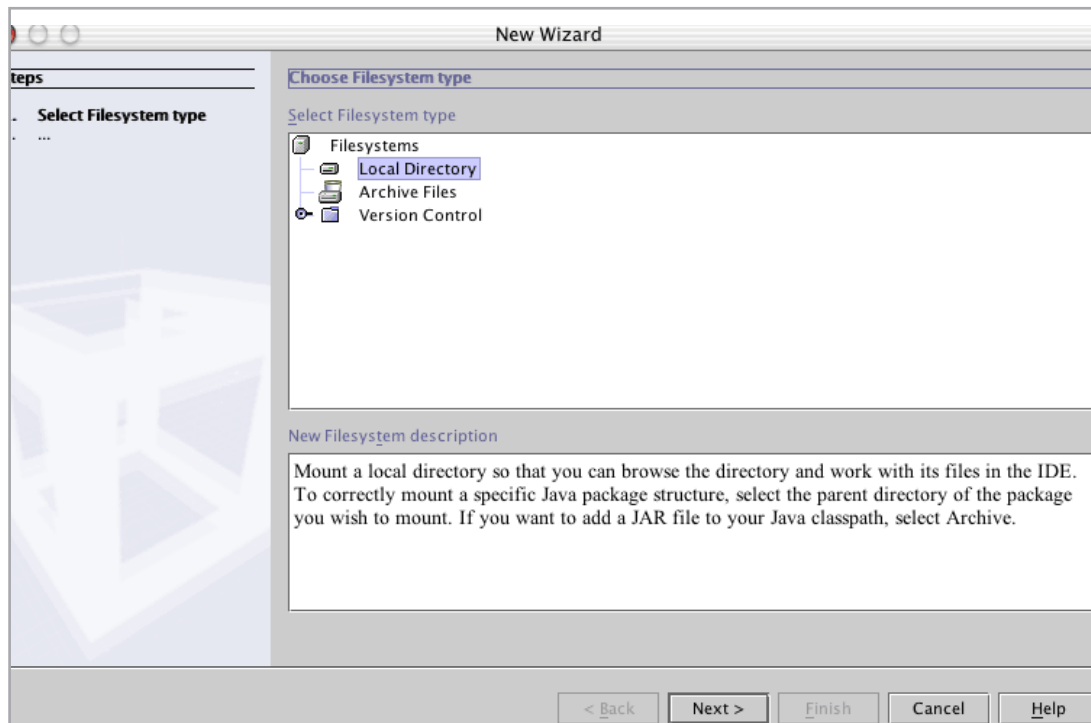 New Wizard
teps
Select Filesystem type
...
Choose Filesystem type
Select Filesystem type
Filesystems
Local Directory
Archive Files
Version Control
New Filesystem description
Mount a local directory so that you can browse the directory and work with its files in the IDE.
To correctly mount a specific Java package structure, select the parent directory of the package
you wish to mount. If you want to add a JAR file to your Java classpath, select Archive.
< Back
Next >
Finish
Cancel
Help